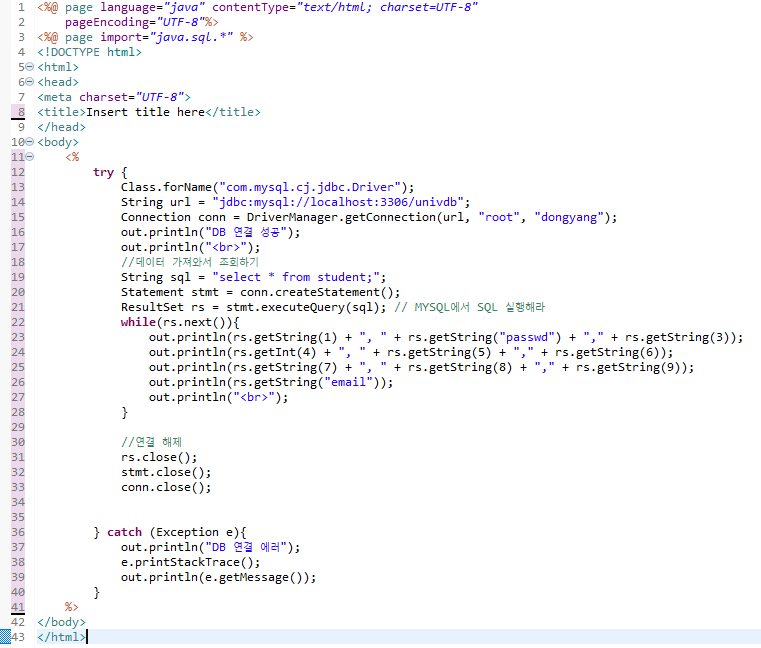 1 <%@ page language="java" contentType="text/html; charset=UTF-8"
2     pageEncoding="UTF-8"%>
3 <%@ page import="java.sql.*" %>
4 <!DOCTYPE html>
5 <html>
6 <head>
7 <meta charset="UTF-8">
8 <title>Insert title here</title>
9 </head>
10 <body>
11     <%
12         try {
13             Class.forName("com.mysql.cj.jdbc.Driver");
14             String url = "jdbc:mysql://localhost:3306/univdb";
15             Connection conn = DriverManager.getConnection(url, "root", "dongyang");
16             out.println("DB 연결 성공");
17             out.println("<br>");
18             //데이터 가져와서 조회하기
19             String sql = "select * from student;";
20             Statement stmt = conn.createStatement();
21             ResultSet rs = stmt.executeQuery(sql); // MYSQL에서 SQL 실행해라
22             while(rs.next()){
23                 out.println(rs.getString(1) + ", " + rs.getString("passwd") + "," + rs.getString(3));
24                 out.println(rs.getInt(4) + ", " + rs.getString(5) + "," + rs.getString(6));
25                 out.println(rs.getString(7) + ", " + rs.getString(8) + "," + rs.getString(9));
26                 out.println(rs.getString("email"));
27                 out.println("<br>");
28             }
29
30             //연결 해제
31             rs.close();
32             stmt.close();
33             conn.close();
34
35
36         } catch (Exception e){
37             out.println("DB 연결 에러");
38             e.printStackTrace();
39             out.println(e.getMessage());
40         }
41     %>
42 </body>
43 </html>